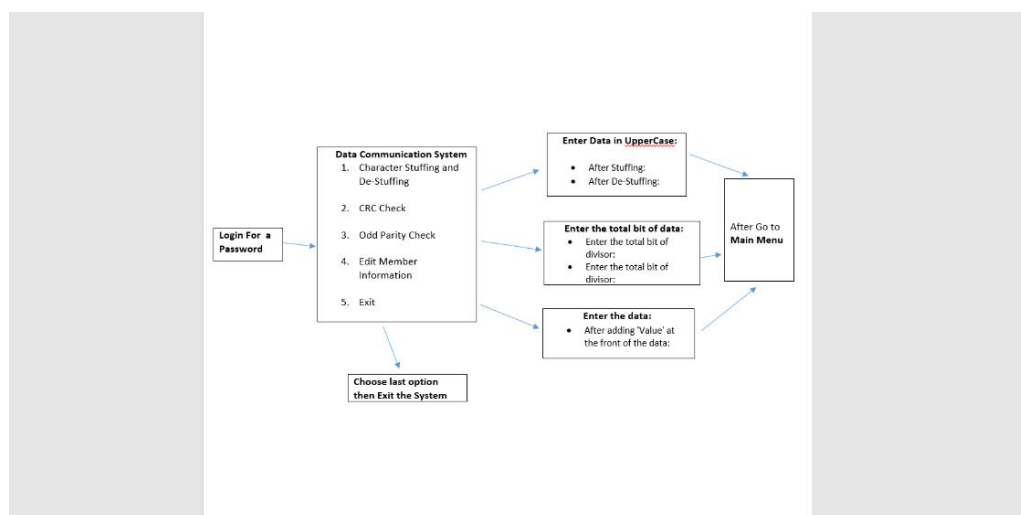 Login For a
Password
Data Communication System
1. Character Stuffing and
De-Stuffing
2. CRC Check
3. Odd Parity Check
4. Edit Member
Information
5. Exit
Choose last option
then Exit the System
Enter Data in UpperCase:
• After Stuffing:
• After De-Stuffing:
Enter the total bit of data:
• Enter the total bit of
divisor:
• Enter the total bit of
divisor:
Enter the data:
• After adding 'Value' at
the front of the data:
After Go to
Main Menu